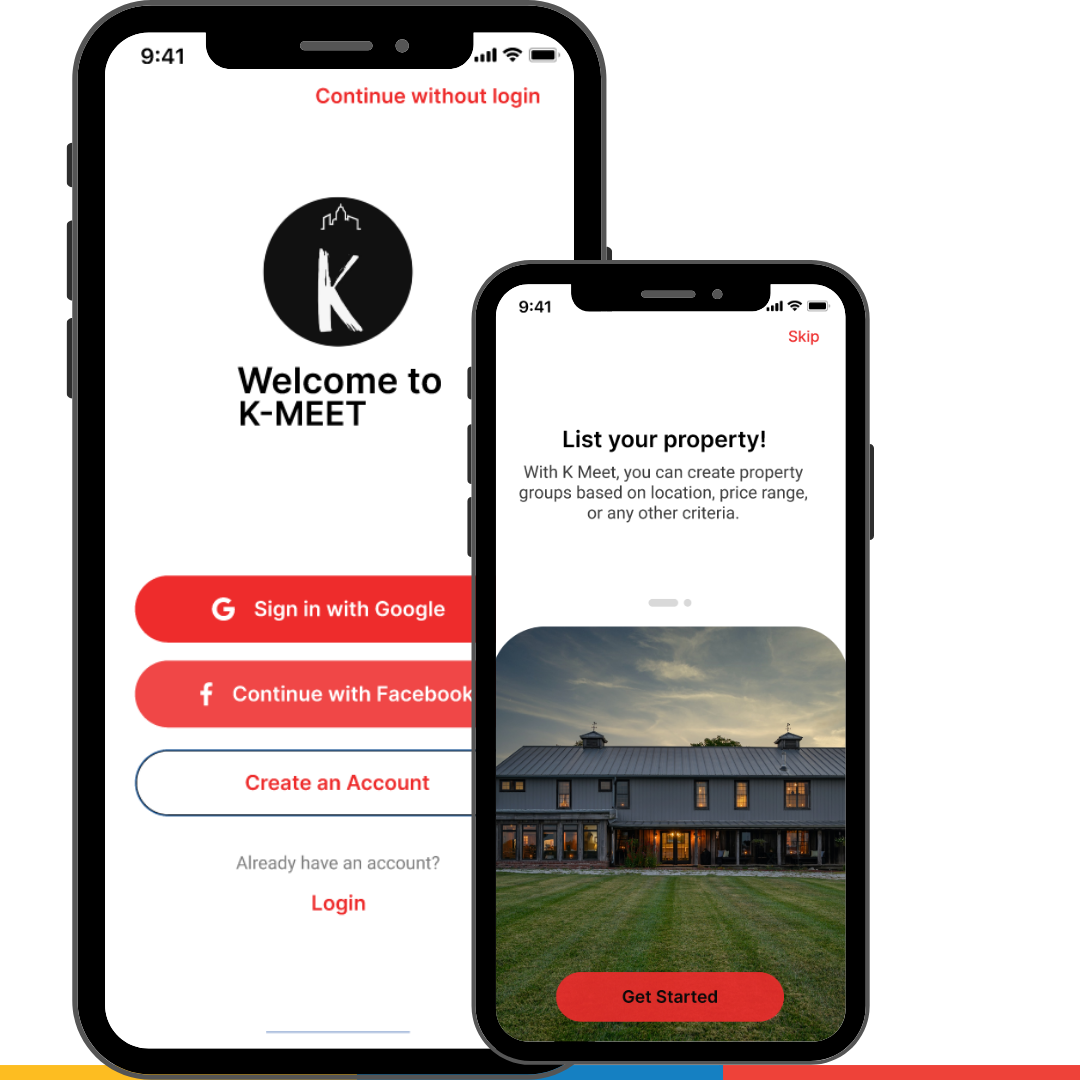 9:41
Continue without login
K
Welcome to
K-MEET
Sign in with Google
Continue with Facebook
Create an Account
Already have an account?
Login
9:41
Skip
List your property!
With K Meet, you can create property
groups based on location, price range,
or any other criteria.
Get Started